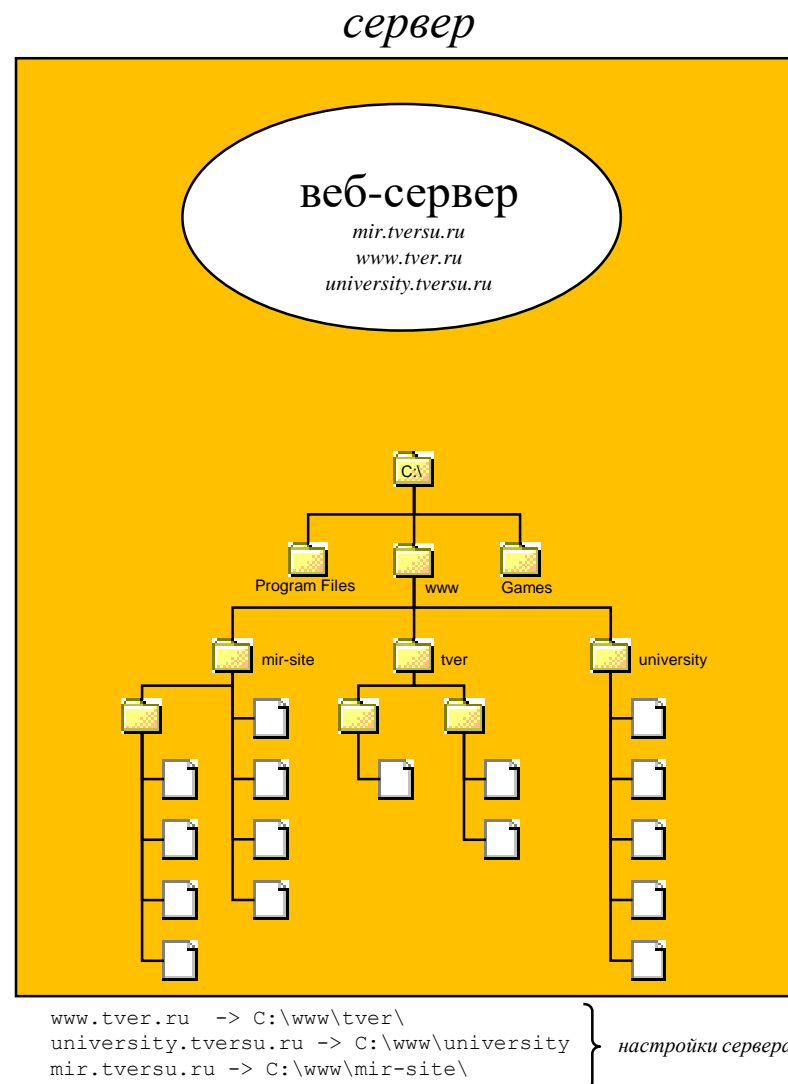 сервер
веб-сервер
mir.tversu.ru
www.tver.ru
university.tversu.ru
C:\
Program Files
www
Games
mir-site
tver
university
www.tver.ru -> C:\www\tver\
university.tversu.ru -> C:\www\university
mir.tversu.ru -> C:\www\mir-site\
настройки сервера